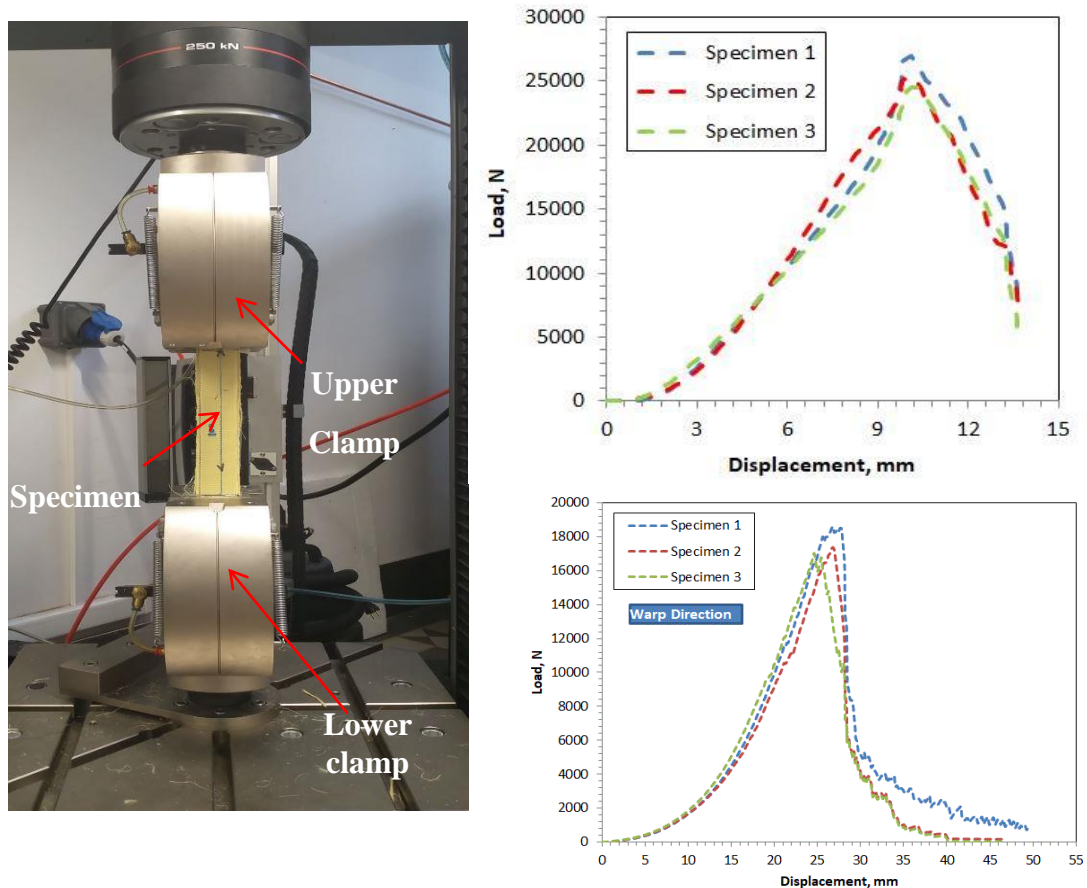 250 kN
Upper
Clamp
Specimen
Lower
clamp
30000
25000
20000
15000
10000
5000
0
Load, N
Specimen 1
Specimen 2
Specimen 3
0 3 6 9 12 15
Displacement, mm
20000
18000
16000
14000
12000
10000
8000
6000
4000
2000
0
Load, N
Specimen 1
Specimen 2
Specimen 3
Warp Direction
0 5 10 15 20 25 30 35 40 45 50 55
Displacement, mm